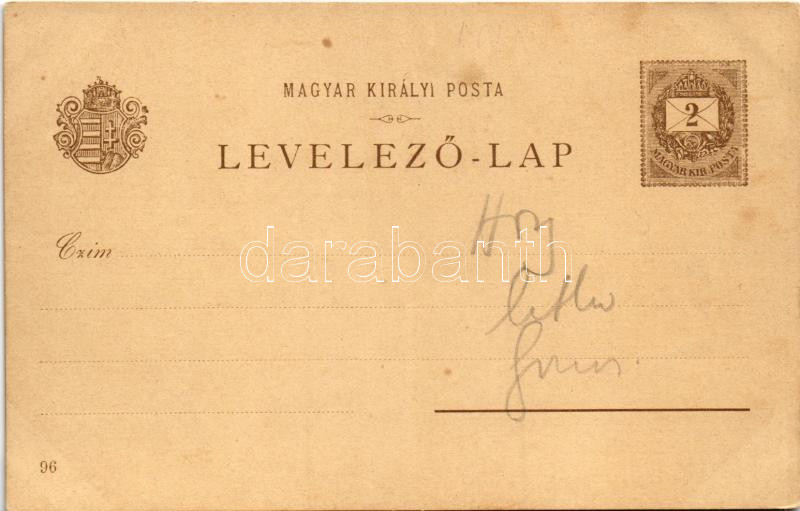 MAGYAR KIRÁLYI POSTA
LEVELEZŐ-LAP
2
MAGYAR KIR. POSTA
Czim
darabanth
96